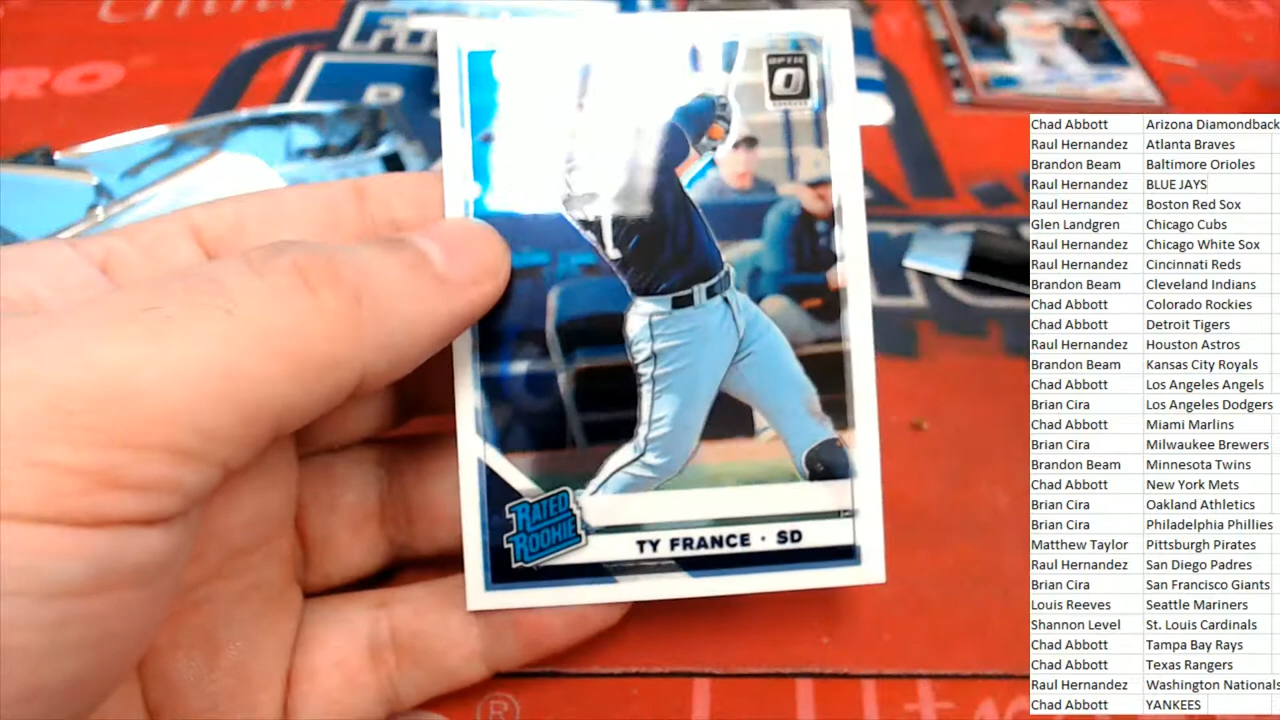 OPTIC
RATED
ROOKIE
TY FRANCE · SD
Chad Abbott Arizona Diamondback
Raul Hernandez Atlanta Braves
Brandon Beam Baltimore Orioles
Raul Hernandez BLUE JAYS
Raul Hernandez Boston Red Sox
Glen Landgren Chicago Cubs
Raul Hernandez Chicago White Sox
Raul Hernandez Cincinnati Reds
Brandon Beam Cleveland Indians
Chad Abbott Colorado Rockies
Chad Abbott Detroit Tigers
Raul Hernandez Houston Astros
Brandon Beam Kansas City Royals
Chad Abbott Los Angeles Angels
Brian Cira Los Angeles Dodgers
Chad Abbott Miami Marlins
Brian Cira Milwaukee Brewers
Brandon Beam Minnesota Twins
Chad Abbott New York Mets
Brian Cira Oakland Athletics
Brian Cira Philadelphia Phillies
Matthew Taylor Pittsburgh Pirates
Raul Hernandez San Diego Padres
Brian Cira San Francisco Giants
Louis Reeves Seattle Mariners
Shannon Level St. Louis Cardinals
Chad Abbott Tampa Bay Rays
Chad Abbott Texas Rangers
Raul Hernandez Washington Nationals
Chad Abbott YANKEES